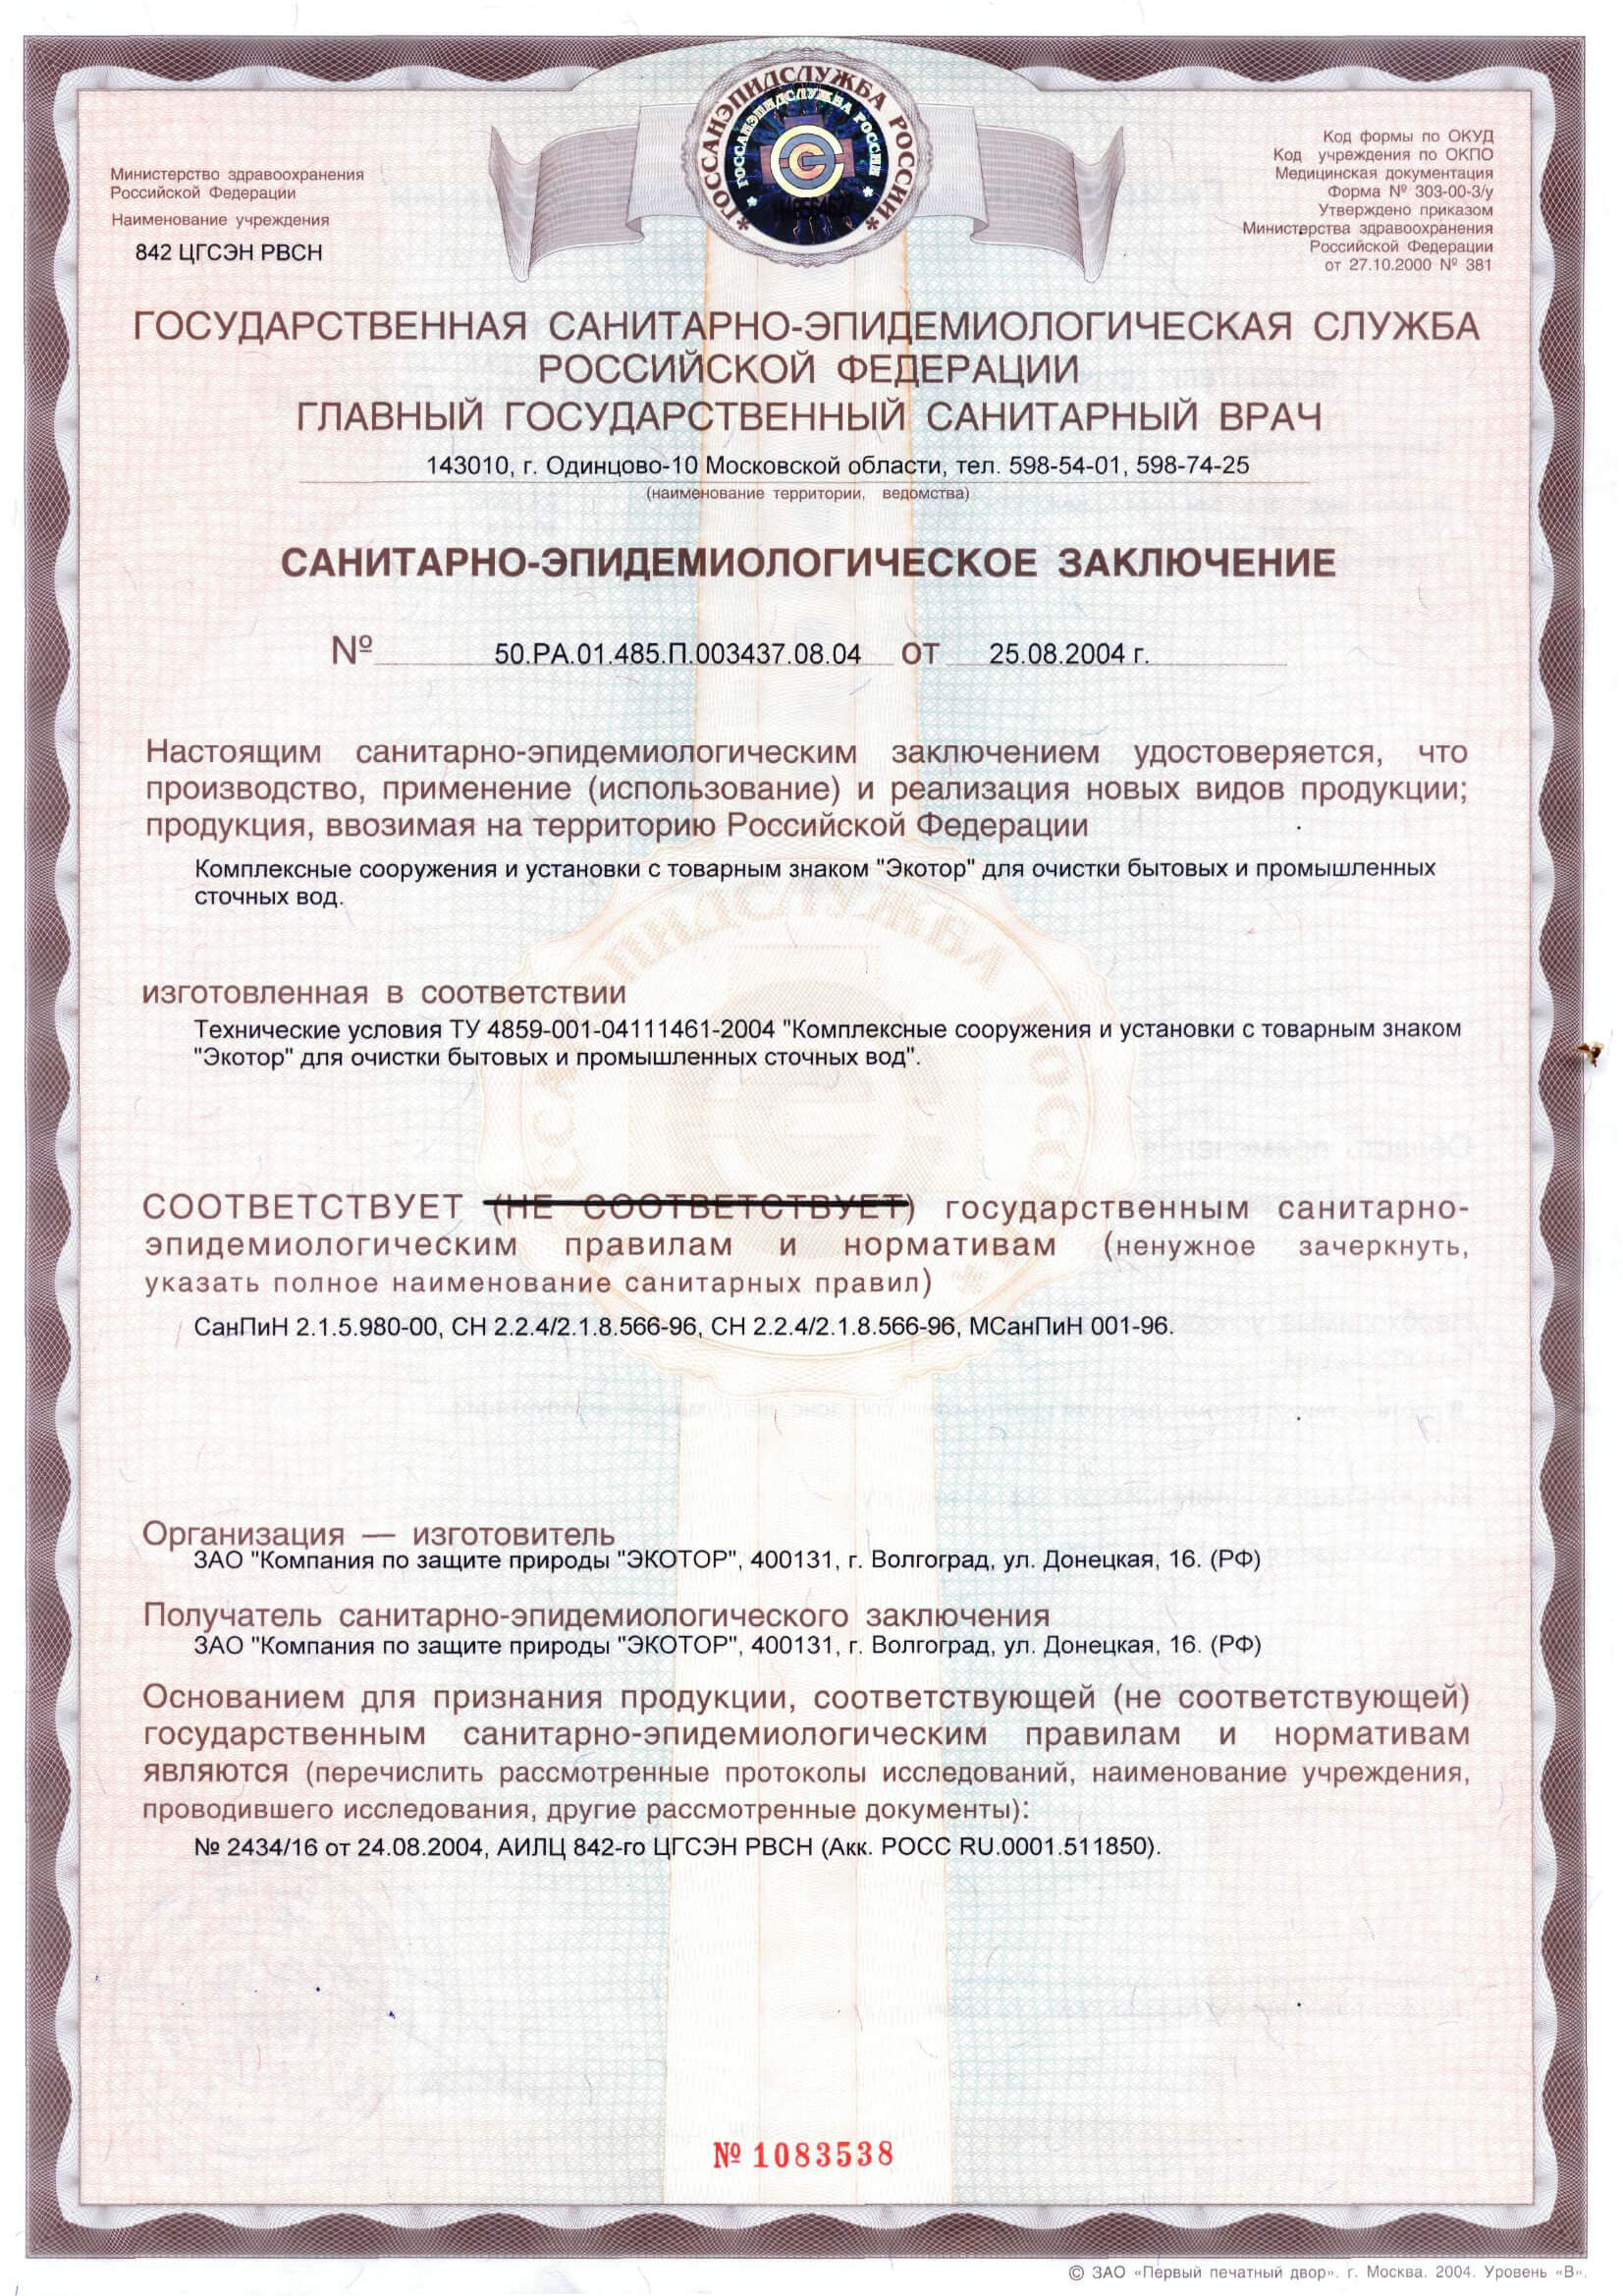 ГОССАНЭПИДСЛУЖБА РОССИИ
ГОССАНЭПИДСЛУЖБА РОССИИ
Министерство здравоохранения
Российской Федерации
Наименование учреждения
842 ЦГСЭН РВСН
Код формы по ОКУД
Код учреждения по ОКПО
Медицинская документация
Форма № 303-00-3/у
Утверждено приказом
Министерства здравоохранения
Российской Федерации
от 27.10.2000 № 381
ГОСУДАРСТВЕННАЯ САНИТАРНО-ЭПИДЕМИОЛОГИЧЕСКАЯ СЛУЖБА
РОССИЙСКОЙ ФЕДЕРАЦИИ
ГЛАВНЫЙ ГОСУДАРСТВЕННЫЙ САНИТАРНЫЙ ВРАЧ
143010, г. Одинцово-10 Московской области, тел. 598-54-01, 598-74-25
(наименование территории, ведомства)
САНИТАРНО-ЭПИДЕМИОЛОГИЧЕСКОЕ ЗАКЛЮЧЕНИЕ
№ 50.РА.01.485.П.003437.08.04 ОТ 25.08.2004 г.
Настоящим санитарно-эпидемиологическим заключением удостоверяется, что
производство, применение (использование) и реализация новых видов продукции;
продукция, ввозимая на территорию Российской Федерации
Комплексные сооружения и установки с товарным знаком "Экотор" для очистки бытовых и промышленных
сточных вод.
изготовленная в соответствии
Технические условия ТУ 4859-001-04111461-2004 "Комплексные сооружения и установки с товарным знаком
"Экотор" для очистки бытовых и промышленных сточных вод".
СООТВЕТСТВУЕТ (НЕ СООТВЕТСТВУЕТ) государственным санитарно-
эпидемиологическим правилам и нормативам (ненужное зачеркнуть,
указать полное наименование санитарных правил)
СанПиН 2.1.5.980-00, СН 2.2.4/2.1.8.566-96, СН 2.2.4/2.1.8.566-96, МСанПиН 001-96.
Организация — изготовитель
ЗАО "Компания по защите природы "ЭКОТОР", 400131, г. Волгоград, ул. Донецкая, 16. (РФ)
Получатель санитарно-эпидемиологического заключения
ЗАО "Компания по защите природы "ЭКОТОР", 400131, г. Волгоград, ул. Донецкая, 16. (РФ)
Основанием для признания продукции, соответствующей (не соответствующей)
государственным санитарно-эпидемиологическим правилам и нормативам
являются (перечислить рассмотренные протоколы исследований, наименование учреждения,
проводившего исследования, другие рассмотренные документы):
№ 2434/16 от 24.08.2004, АИЛЦ 842-го ЦГСЭН РВСН (Акк. РОСС RU.0001.511850).
№ 1083538
© ЗАО «Первый печатный двор». г. Москва. 2004. Уровень «В».